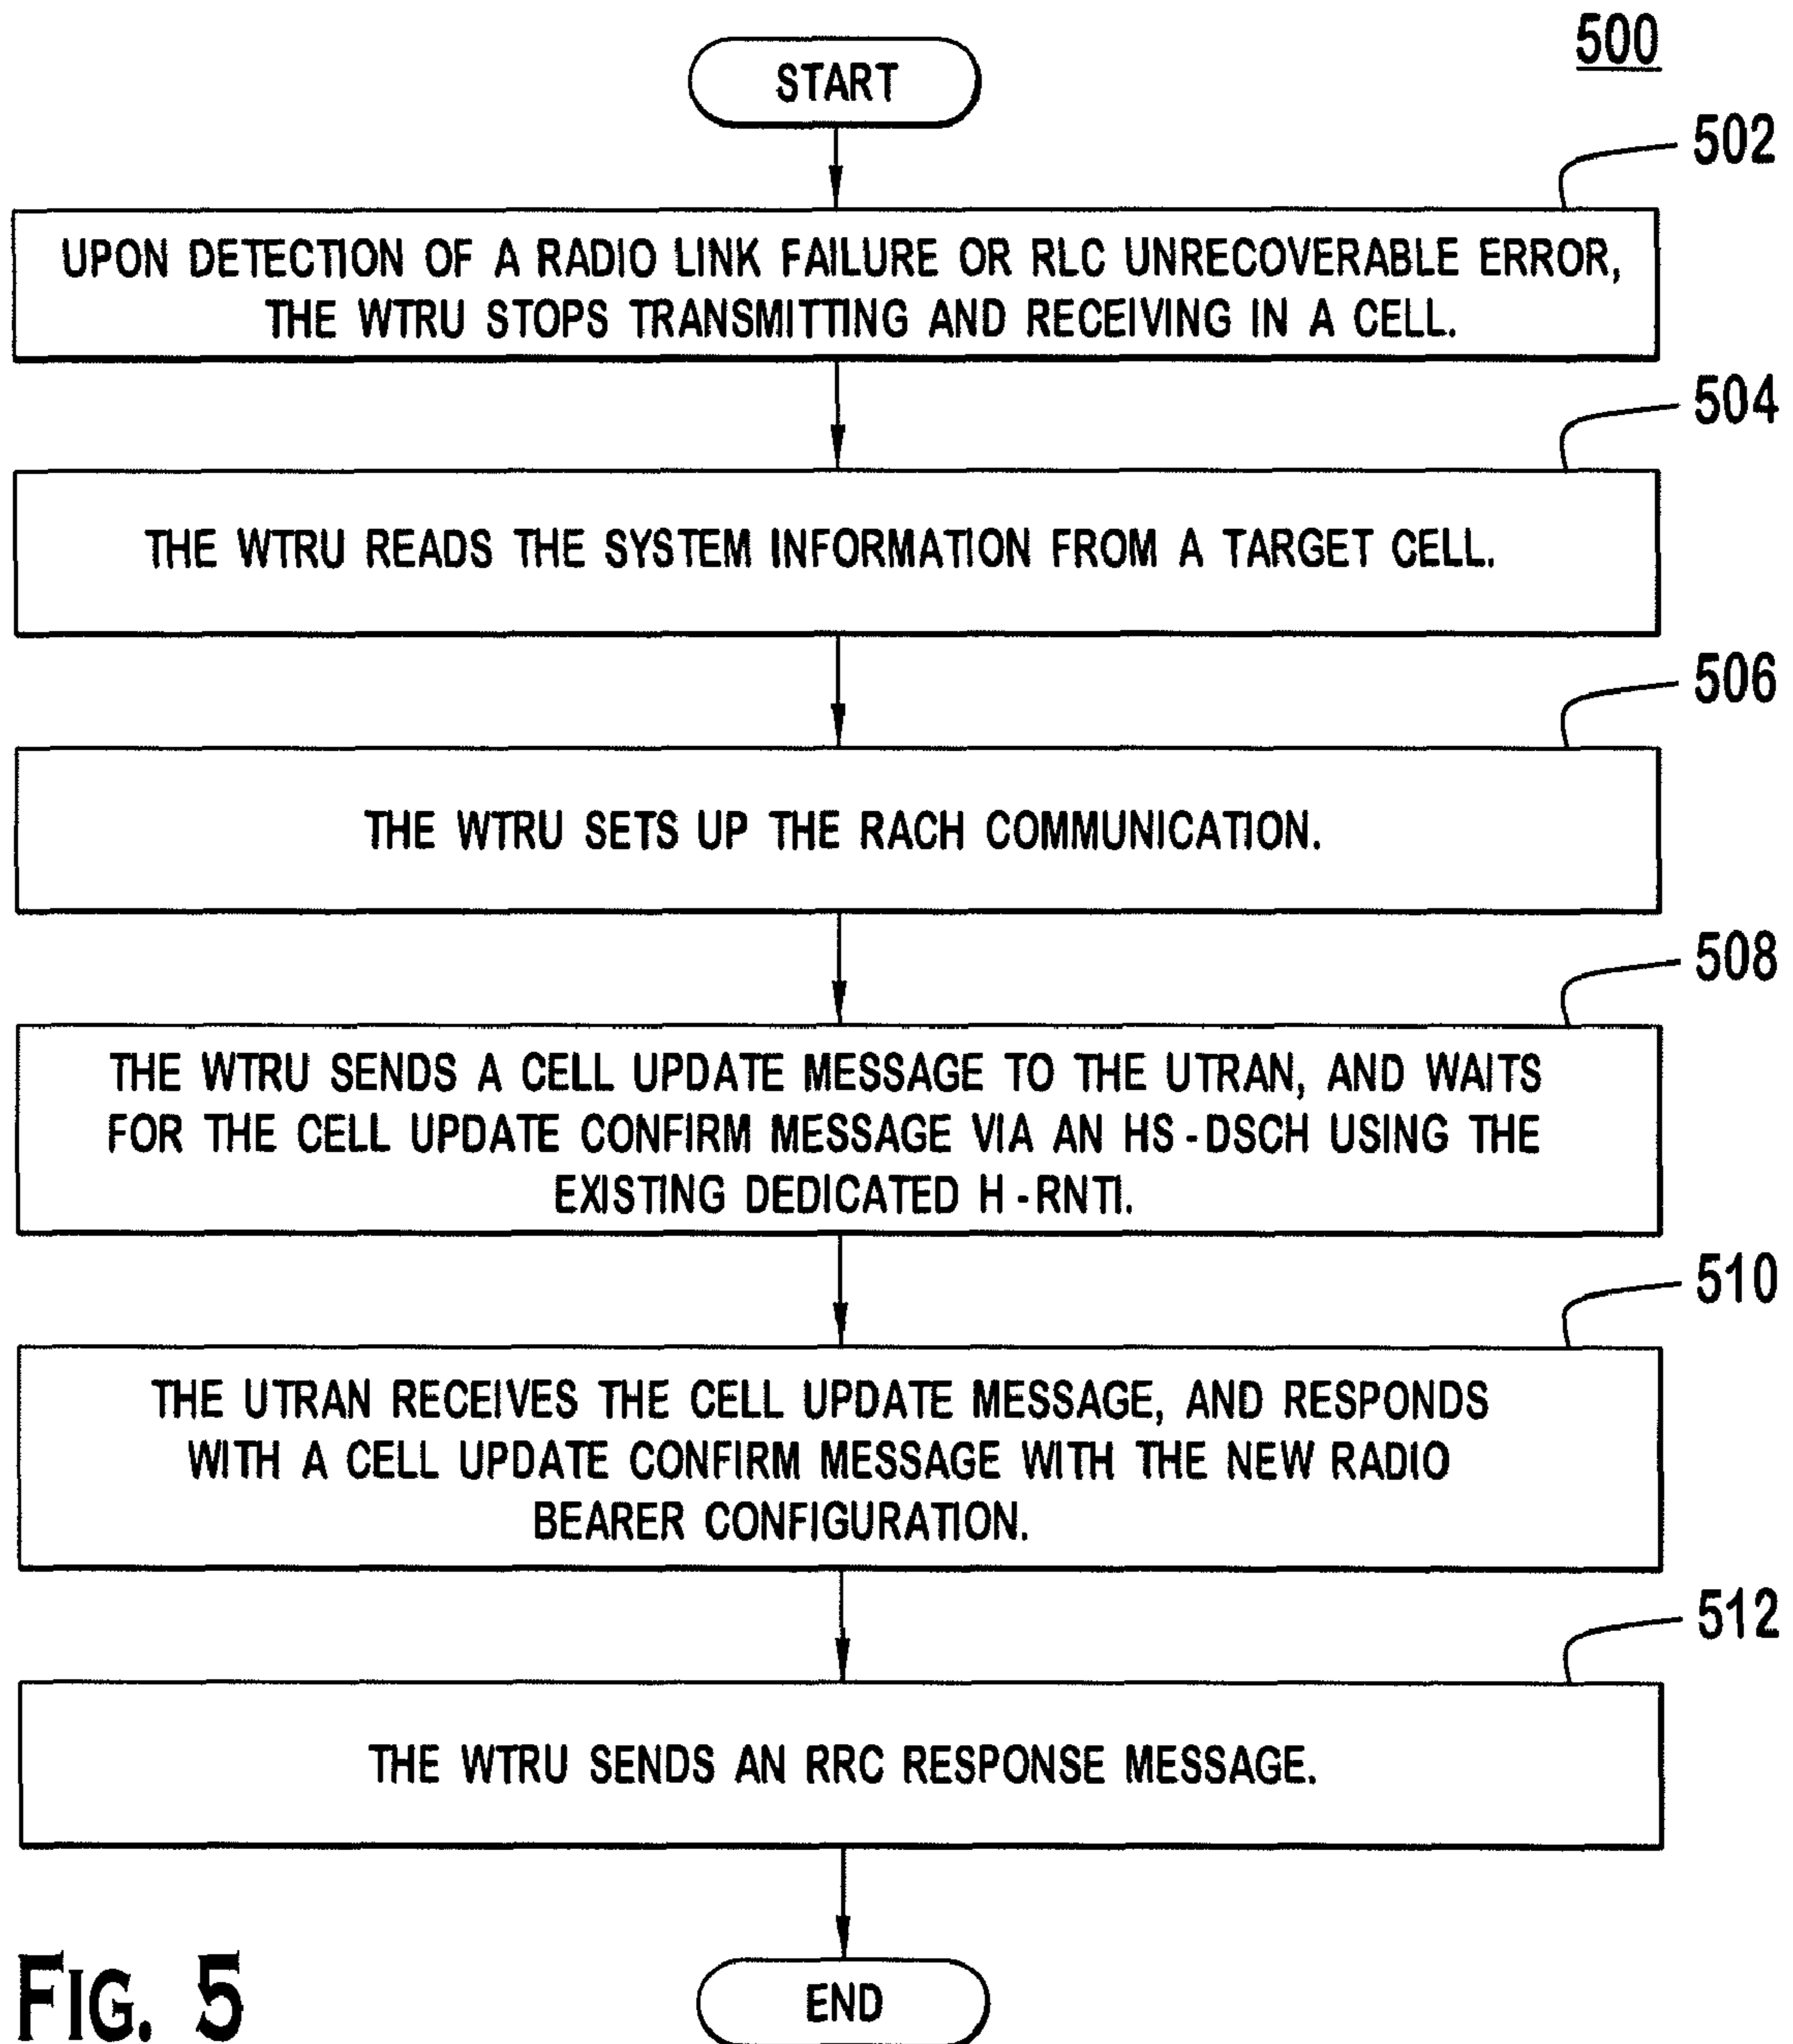 500
START
502
UPON DETECTION OF A RADIO LINK FAILURE OR RLC UNRECOVERABLE ERROR,
THE WTRU STOPS TRANSMITTING AND RECEIVING IN A CELL.
504
THE WTRU READS THE SYSTEM INFORMATION FROM A TARGET CELL.
506
THE WTRU SETS UP THE RACH COMMUNICATION.
508
THE WTRU SENDS A CELL UPDATE MESSAGE TO THE UTRAN, AND WAITS
FOR THE CELL UPDATE CONFIRM MESSAGE VIA AN HS-DSCH USING THE
EXISTING DEDICATED H-RNTI.
510
THE UTRAN RECEIVES THE CELL UPDATE MESSAGE, AND RESPONDS
WITH A CELL UPDATE CONFIRM MESSAGE WITH THE NEW RADIO
BEARER CONFIGURATION.
512
THE WTRU SENDS AN RRC RESPONSE MESSAGE.
END
FIG. 5